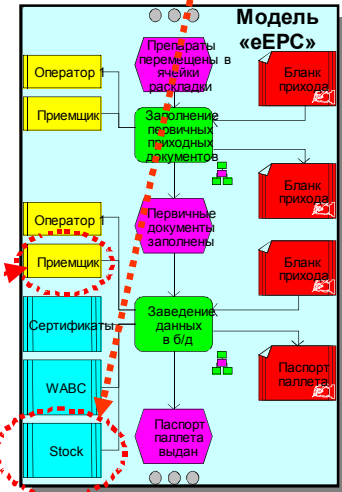 Модель
«eEPC»
Препараты
перемещены в
ячейки
раскладки
Оператор 1
Бланк
прихода
Приемщик
Заполнение
первичных
приходных
документов
Бланк
прихода
Оператор 1
Первичные
документы
заполнены
Бланк
прихода
Приемщик
Сертификаты
Заведение
данных
в б/д
Паспорт
паллета
WABC
Stock
Паспорт
паллета
выдан